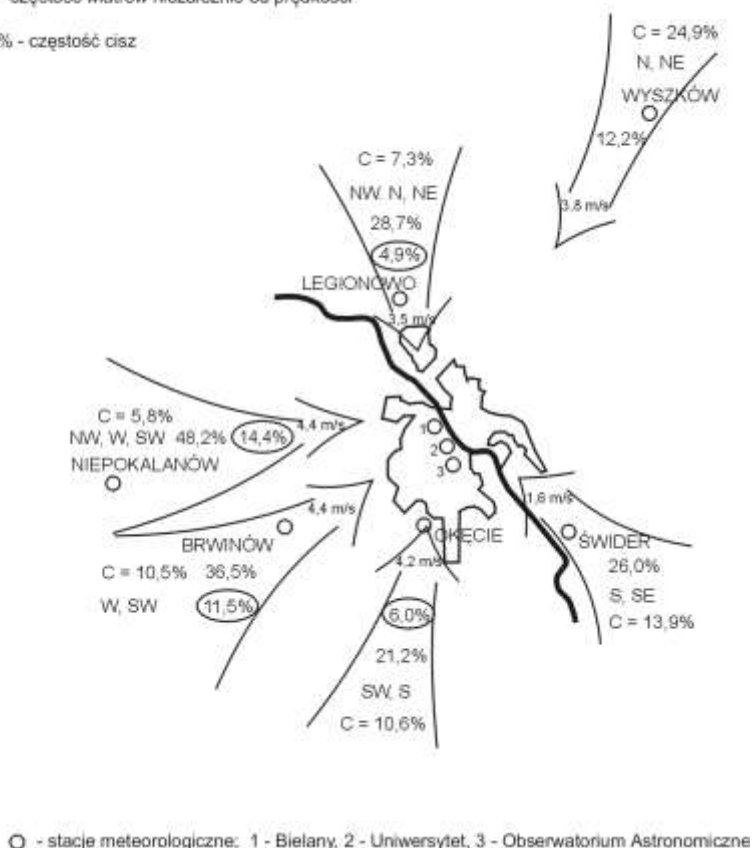 częstość wiatrów niezależnie od prędkości
% - częstość cisz
C = 24,9%
N, NE
WYSZKÓW
12,2%
3,8 m/s
C = 7,3%
NW. N, NE
28,7%
4,9%
LEGIONOWO
3,5 m/s
C = 5,8%
NW, W, SW 48,2% 14,4%
4,4 m/s
NIEPOKALANÓW
1
2
3
4,4 m/s
BRWINÓW
C = 10,5% 36,5%
W, SW 11,5%
OKĘCIE
4,2 m/s
6,0%
21,2%
SW, S
C = 10,6%
1,6 m/s
ŚWIDER
26,0%
S, SE
C = 13,9%
- stacje meteorologiczne; 1 - Bielany, 2 - Uniwersytet, 3 - Obserwatorium Astronomiczne